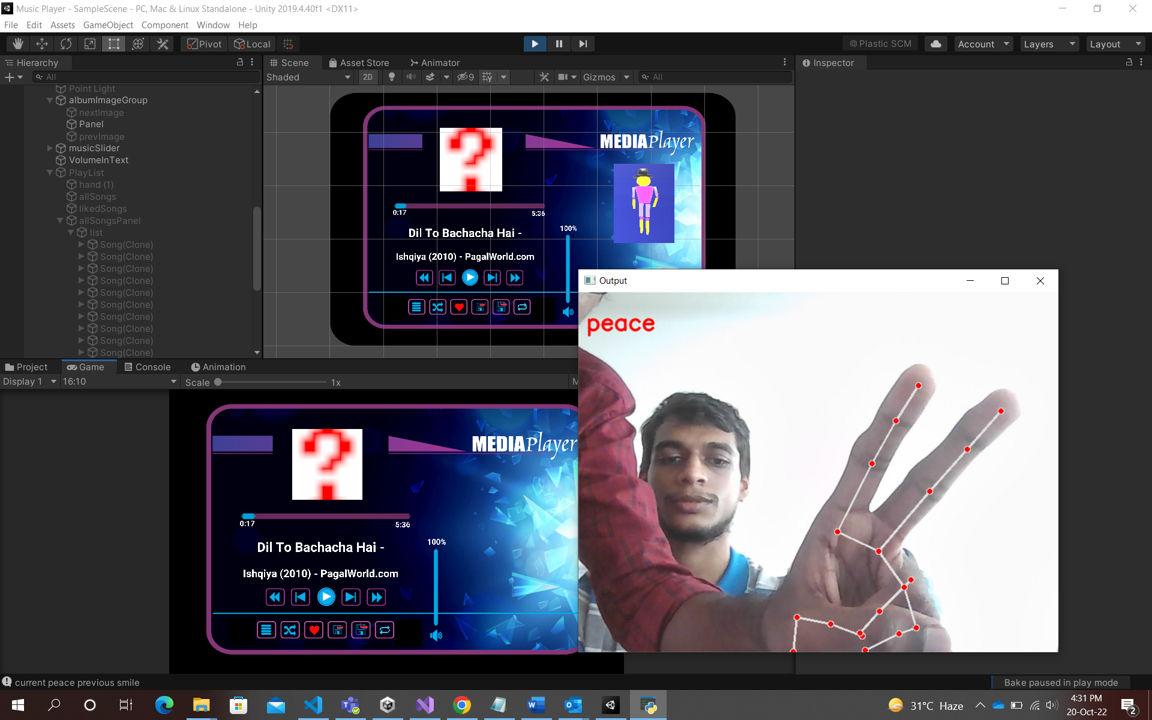 Music Player - SampleScene - PC, Mac & Linux Standalone - Unity 2019.4.40f1 <DX11>
File Edit Assets GameObject Component Window Help
Pivot Local Plastic SCM Account Layers Layout
Hierarchy
All
Point Light
albumImageGroup
nextImage
Panel
prevImage
musicSlider
VolumeInText
PlayList
hand (1)
allSongs
likedSongs
allSongsPanel
list
Song(Clone)
Song(Clone)
Song(Clone)
Song(Clone)
Song(Clone)
Song(Clone)
Song(Clone)
Song(Clone)
Song(Clone)
Song(Clone)
Scene Asset Store Animator
Shaded 2D 9 Gizmos All
MEDIAPlayer
0:17 5:36
100%
Dil To Bachacha Hai -
Ishqiya (2010) - PagalWorld.com
Inspector
Project Game Console Animation
Display 1 16:10 Scale 1x M
MEDIAPlayer
0:17 5:36
100%
Dil To Bachacha Hai -
Ishqiya (2010) - PagalWorld.com
Output
peace
current peace previous smile
Bake paused in play mode
31°C Haze
4:31 PM
20-Oct-22
2